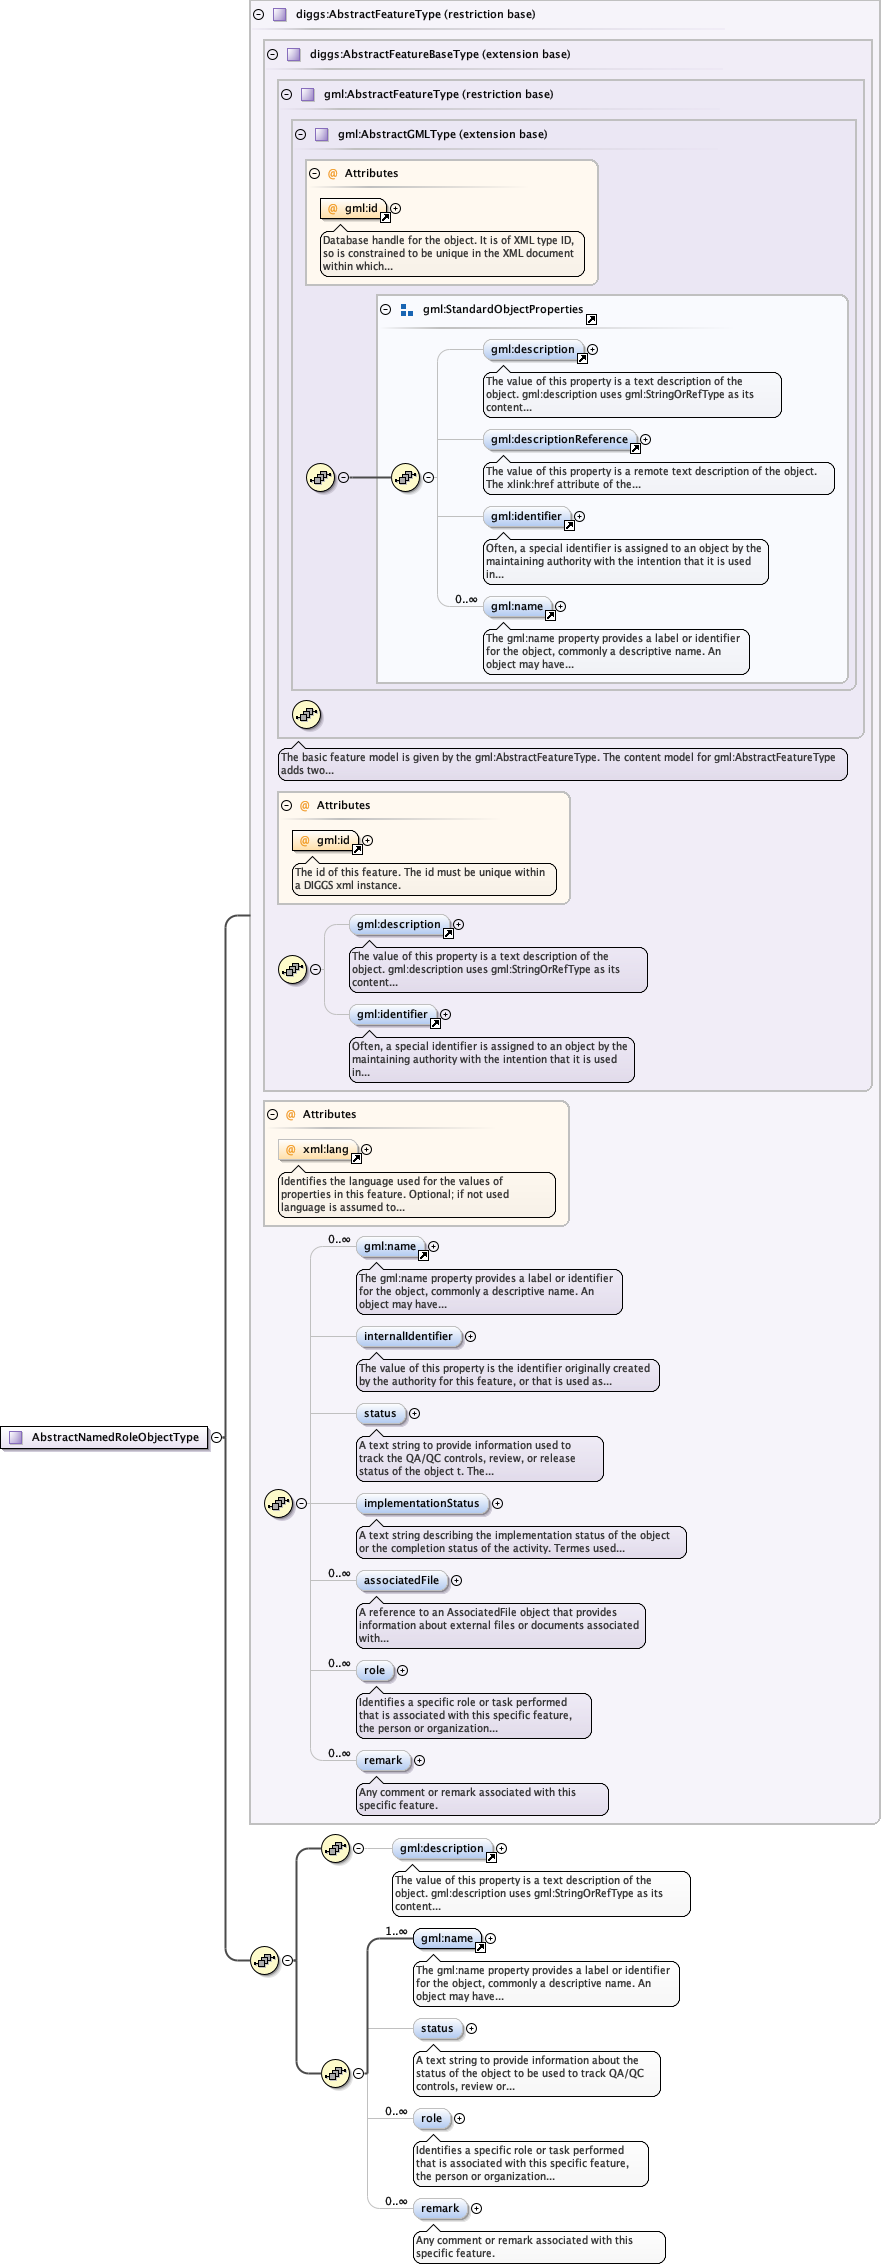 diggs:AbstractFeatureType (restriction base)
diggs:AbstractFeatureBaseType (extension base)
gml:AbstractFeatureType (restriction base)
gml:AbstractGMLType (extension base)
@ Attributes
@ gml:id
Database handle for the object. It is of XML type ID,
so is constrained to be unique in the XML document
within which...
gml:StandardObjectProperties
gml:description
The value of this property is a text description of the
object. gml:description uses gml:StringOrRefType as its
content...
gml:descriptionReference
The value of this property is a remote text description of the object.
The xlink:href attribute of the...
gml:identifier
Often, a special identifier is assigned to an object by the
maintaining authority with the intention that it is used
in...
0..∞
gml:name
The gml:name property provides a label or identifier
for the object, commonly a descriptive name. An
object may have...
The basic feature model is given by the gml:AbstractFeatureType. The content model for gml:AbstractFeatureType
adds two...
@ Attributes
@ gml:id
The id of this feature. The id must be unique within
a DIGGS xml instance.
gml:description
The value of this property is a text description of the
object. gml:description uses gml:StringOrRefType as its
content...
gml:identifier
Often, a special identifier is assigned to an object by the
maintaining authority with the intention that it is used
in...
@ Attributes
@ xml:lang
Identifies the language used for the values of
properties in this feature. Optional; if not used
language is assumed to...
0..∞
gml:name
The gml:name property provides a label or identifier
for the object, commonly a descriptive name. An
object may have...
internalIdentifier
The value of this property is the identifier originally created
by the authority for this feature, or that is used as...
status
A text string to provide information used to
track the QA/QC controls, review, or release
status of the object t. The...
AbstractNamedRoleObjectType
implementationStatus
A text string describing the implementation status of the object
or the completion status of the activity. Termes used...
0..∞
associatedFile
A reference to an AssociatedFile object that provides
information about external files or documents associated
with...
0..∞
role
Identifies a specific role or task performed
that is associated with this specific feature,
the person or organization...
0..∞
remark
Any comment or remark associated with this
specific feature.
gml:description
The value of this property is a text description of the
object. gml:description uses gml:StringOrRefType as its
content...
1..∞
gml:name
The gml:name property provides a label or identifier
for the object, commonly a descriptive name. An
object may have...
status
A text string to provide information about the
status of the object to be used to track QA/QC
controls, review or...
0..∞
role
Identifies a specific role or task performed
that is associated with this specific feature,
the person or organization...
0..∞
remark
Any comment or remark associated with this
specific feature.